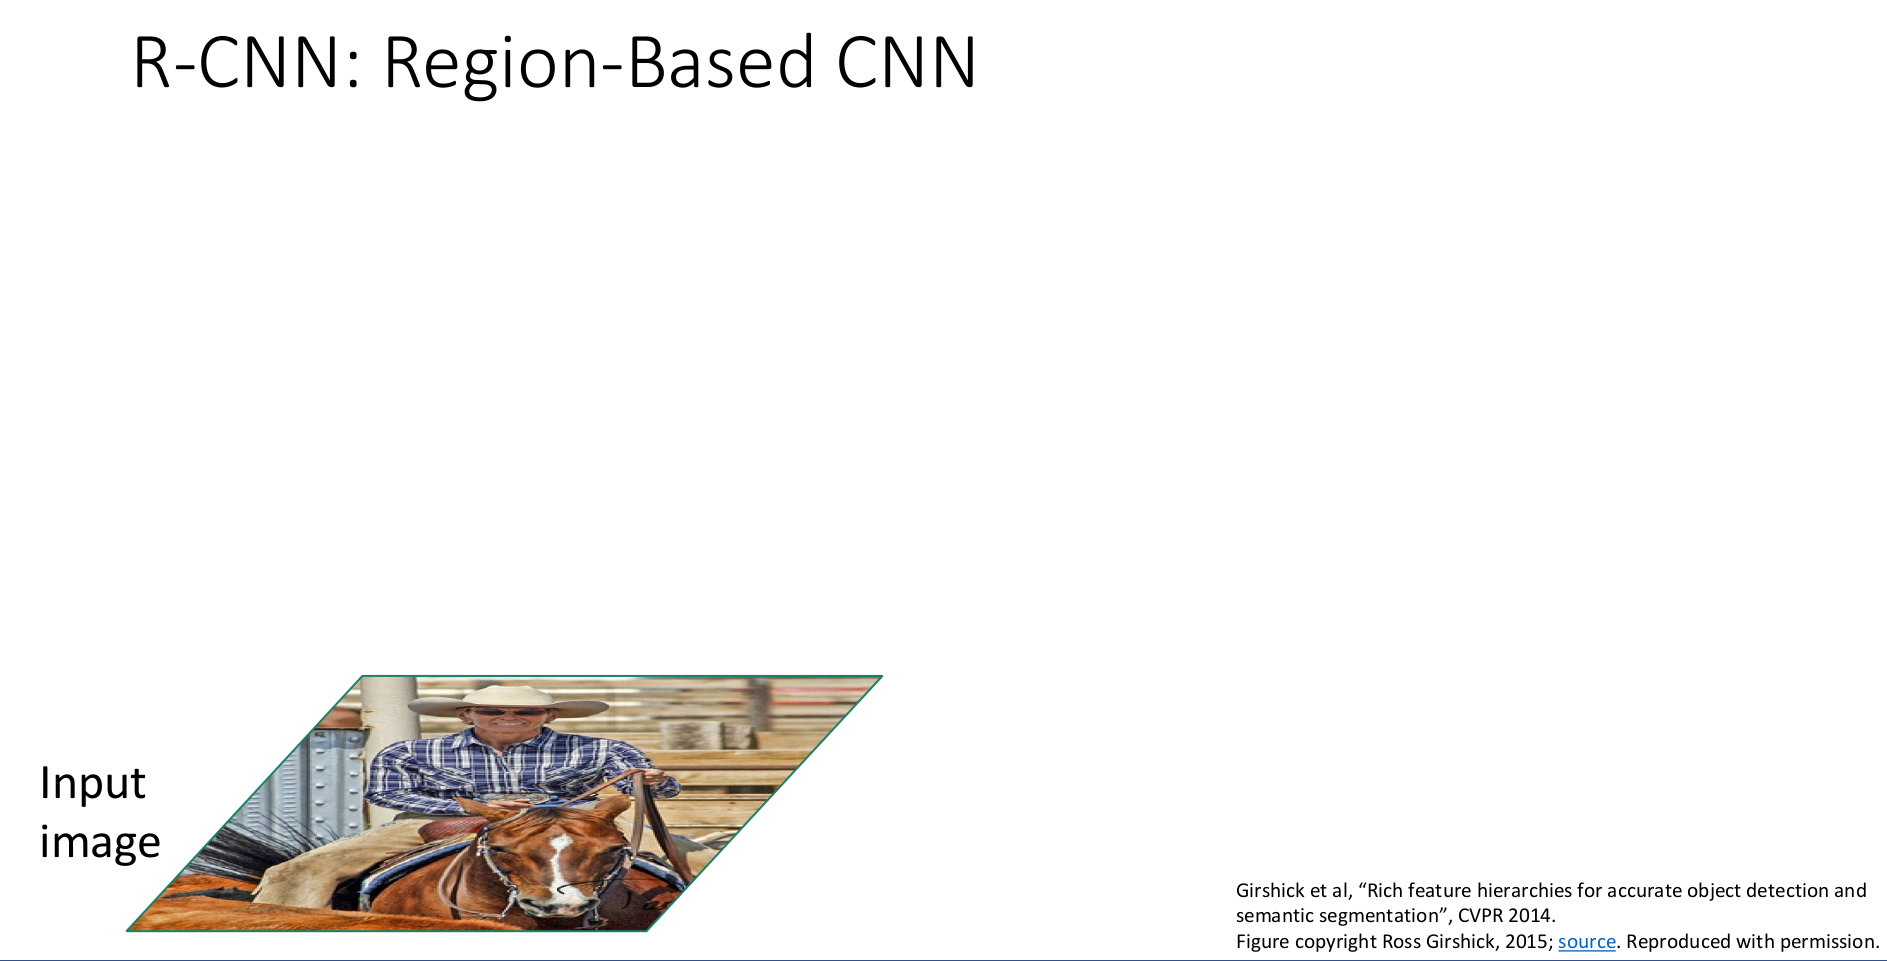 R-CNN: Region-Based CNN
Input
image
Girshick et al, “Rich feature hierarchies for accurate object detection and
semantic segmentation”, CVPR 2014.
Figure copyright Ross Girshick, 2015; source. Reproduced with permission.